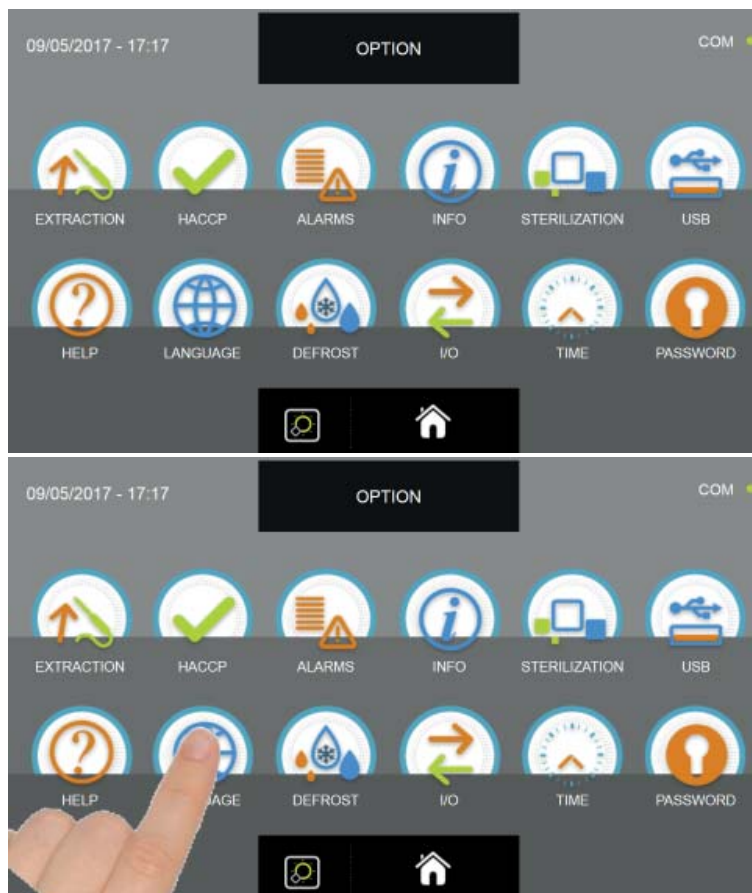 09/05/2017 - 17:17 OPTION COM
EXTRACTION HACCP ALARMS INFO STERILIZATION USB
HELP LANGUAGE DEFROST I/O TIME PASSWORD
09/05/2017 - 17:17 OPTION COM
EXTRACTION HACCP ALARMS INFO STERILIZATION USB
HELP AGE DEFROST I/O TIME PASSWORD